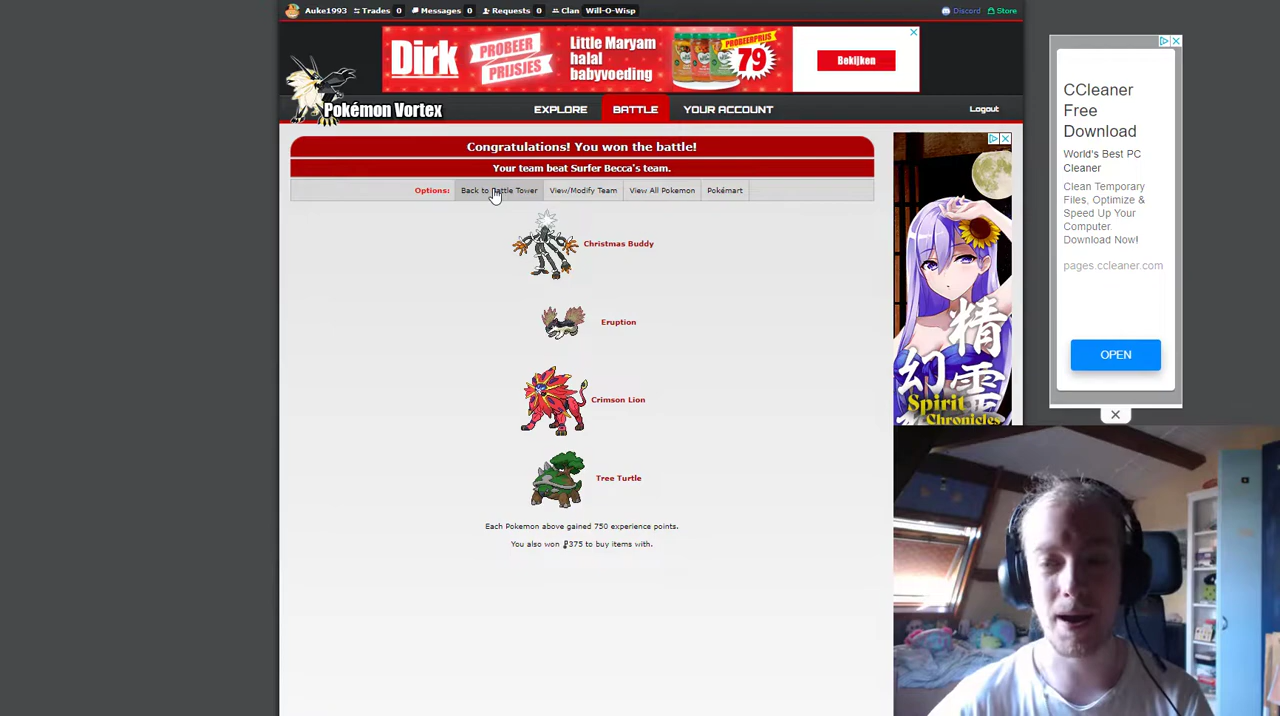 Auke1993 Trades 0 Messages 0 Requests 0 Clan Will-O-Wisp Discord Store
Dirk
PROBEER
PRIJSJES
Little Maryam
halal
babyvoeding
PROBEERPRIJS
79
Bekijken
Pokémon Vortex
EXPLORE BATTLE YOUR ACCOUNT Logout
Congratulations! You won the battle!
Your team beat Surfer Becca's team.
Options: Back to Battle Tower View/Modify Team View All Pokemon Pokémart
Christmas Buddy
Eruption
Crimson Lion
Tree Turtle
Each Pokemon above gained 750 experience points.
You also won 375 to buy items with.
精
幻
霊
Spirit
Chronicles
CCleaner
Free
Download
World's Best PC
Cleaner
Clean Temporary
Files, Optimize &
Speed Up Your
Computer.
Download Now!
pages.ccleaner.com
OPEN